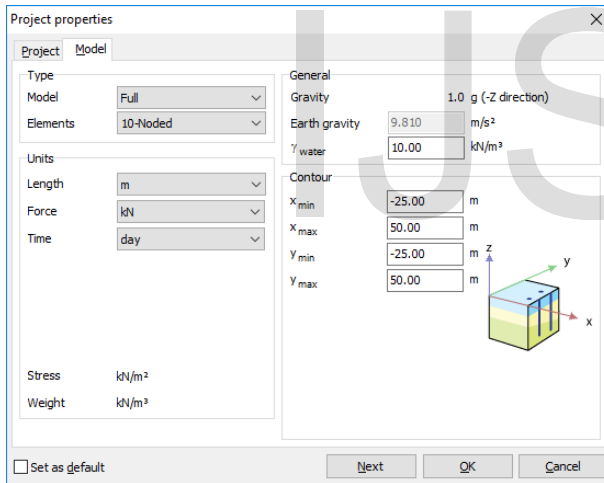 Project properties
Project Model
Type
Model Full
Elements 10-Noded
Units
Length m
Force kN
Time day
Stress kN/m²
Weight kN/m³
General
Gravity 1.0 g (-Z direction)
Earth gravity 9.810 m/s²
γ water 10.00 kN/m³
Contour
x min -25.00 m
x max 50.00 m
y min -25.00 m
y max 50.00 m
z
y
x
Set as default
Next OK Cancel
IJS